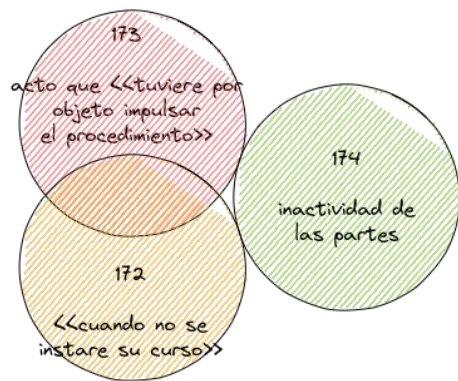 173
acto que <<tuviere por
objeto impulsar
el procedimiento>>
174
inactividad de
las partes
172
<<cuando no se
instare su curso>>